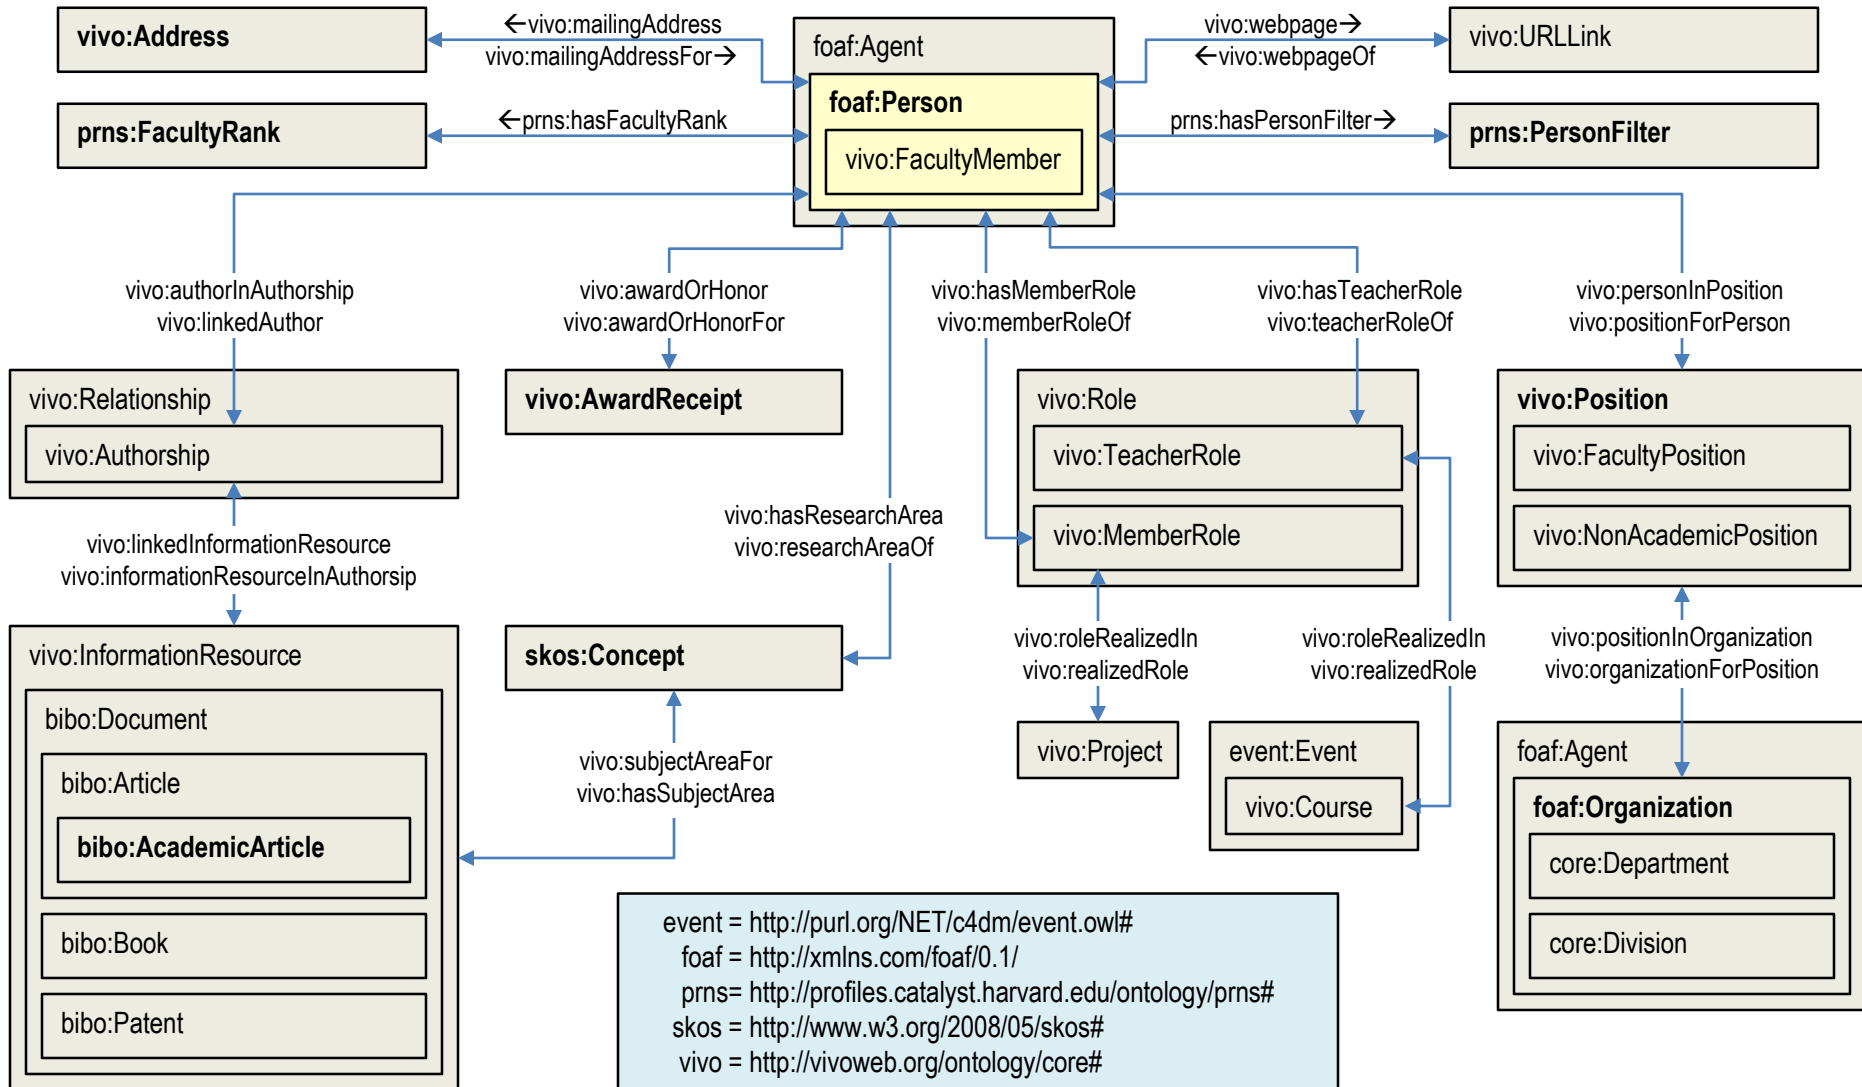 vivo:Address
←vivo:mailingAddress
vivo:mailingAddressFor→
foaf:Agent
vivo:webpage→
←vivo:webpageOf
vivo:URLLink
foaf:Person
prns:FacultyRank
←prns:hasFacultyRank
vivo:FacultyMember
prns:hasPersonFilter→
prns:PersonFilter
vivo:authorInAuthorship
vivo:linkedAuthor
vivo:awardOrHonor
vivo:awardOrHonorFor
vivo:hasMemberRole
vivo:memberRoleOf
vivo:hasTeacherRole
vivo:teacherRoleOf
vivo:personInPosition
vivo:positionForPerson
vivo:Relationship
vivo:Authorship
vivo:AwardReceipt
vivo:Role
vivo:TeacherRole
vivo:MemberRole
vivo:Position
vivo:FacultyPosition
vivo:NonAcademicPosition
vivo:hasResearchArea
vivo:researchAreaOf
vivo:linkedInformationResource
vivo:informationResourceInAuthorsip
vivo:roleRealizedIn
vivo:realizedRole
vivo:roleRealizedIn
vivo:realizedRole
vivo:positionInOrganization
vivo:organizationForPosition
vivo:InformationResource
bibo:Document
bibo:Article
bibo:AcademicArticle
bibo:Book
bibo:Patent
skos:Concept
vivo:subjectAreaFor
vivo:hasSubjectArea
vivo:Project
event:Event
vivo:Course
foaf:Agent
foaf:Organization
core:Department
core:Division
event = http://purl.org/NET/c4dm/event.owl#
foaf = http://xmlns.com/foaf/0.1/
prns= http://profiles.catalyst.harvard.edu/ontology/prns#
skos = http://www.w3.org/2008/05/skos#
vivo = http://vivoweb.org/ontology/core#